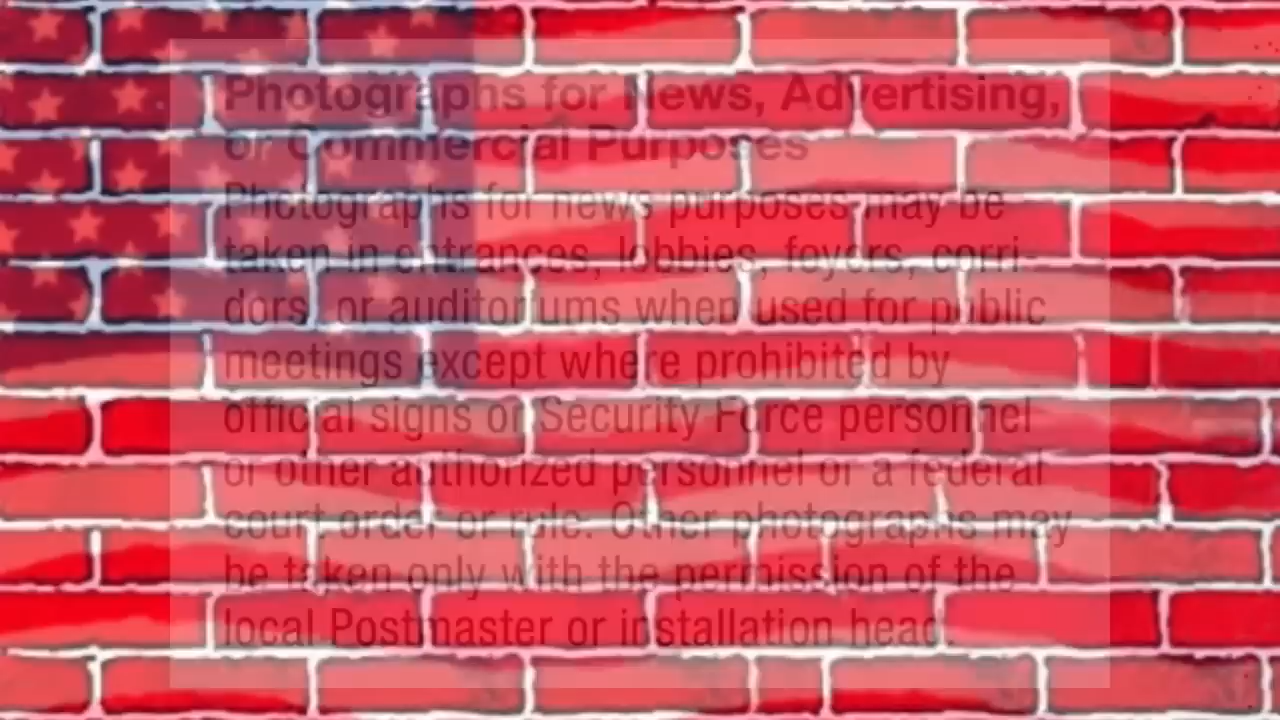 Photographs for News, Advertising,
or Commercial Purposes
Photographs for news purposes may be
taken in entrances, lobbies, foyers, corri-
dors, or auditoriums when used for public
meetings except where prohibited by
official signs or Security Force personnel
or other authorized personnel or a federal
court order or rule. Other photographs may
be taken only with the permission of the
local Postmaster or installation head.